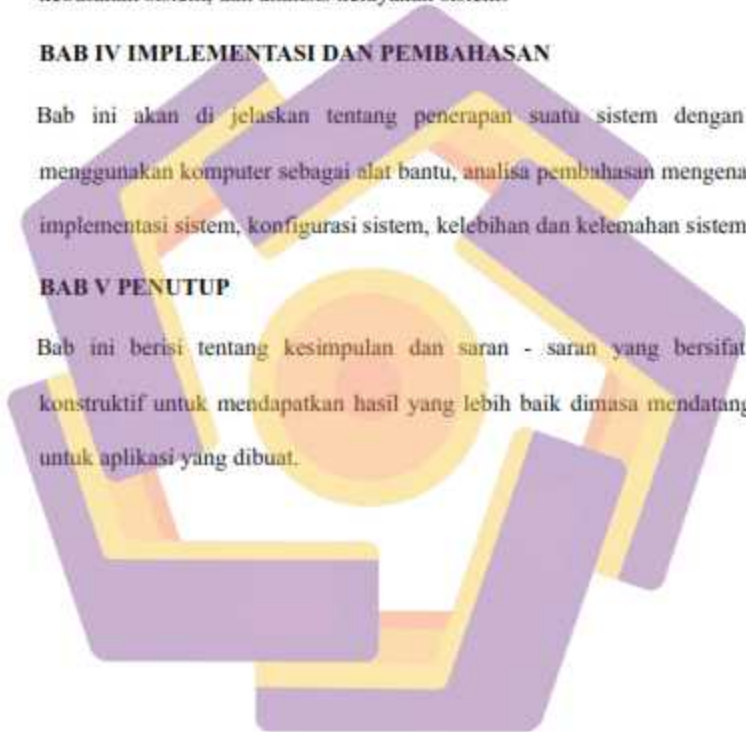 BAB IV IMPLEMENTASI DAN PEMBAHASAN
Bab ini akan di jelaskan tentang penerapan suatu sistem dengan
menggunakan komputer sebagai alat bantu, analisa pembahasan mengena
implementasi sistem, konfigurasi sistem, kelebihan dan kelemahan sistem
BAB V PENUTUP
Bab ini berisi tentang kesimpulan dan saran - saran yang bersifat
konstruktif untuk mendapatkan hasil yang lebih baik dimasa mendatang
untuk aplikasi yang dibuat.